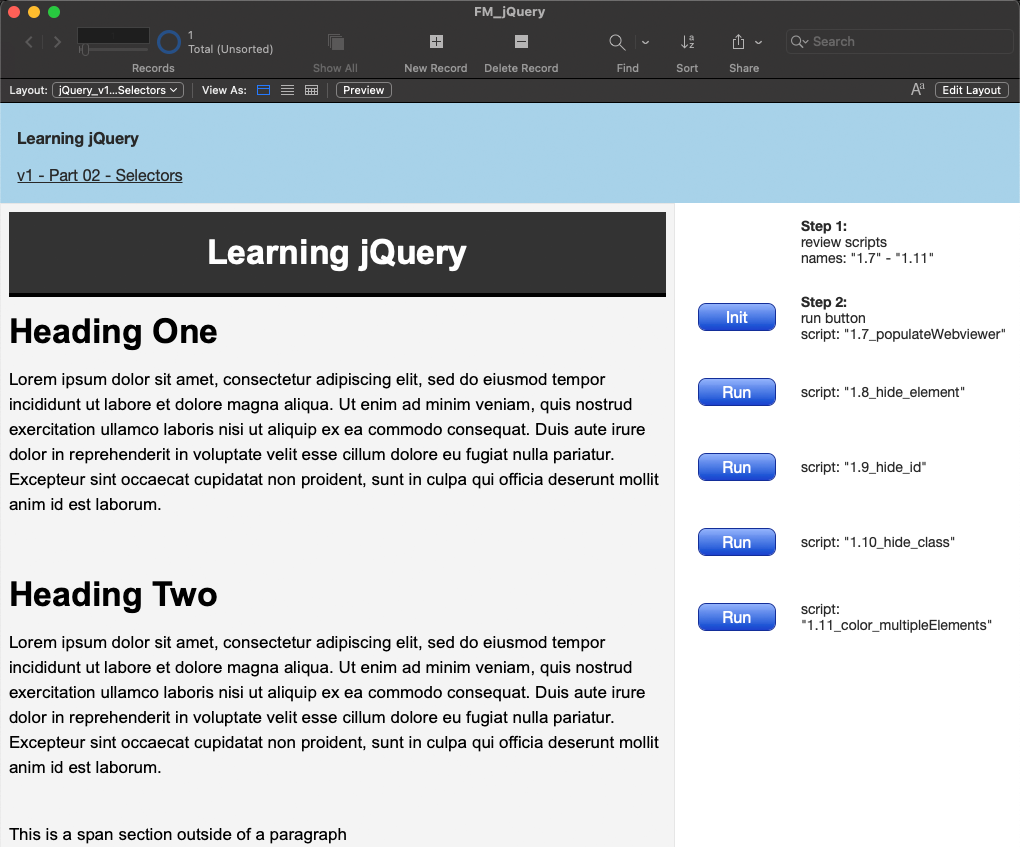 FM_jQuery
1
Total (Unsorted)
Search
Records
Show All
New Record
Delete Record
Find
Sort
Share
Layout:
jQuery_v1...Selectors
View As:
Preview
Aa
Edit Layout
Learning jQuery
v1 - Part 02 - Selectors
Learning jQuery
Heading One
Lorem ipsum dolor sit amet, consectetur adipiscing elit, sed do eiusmod tempor
incididunt ut labore et dolore magna aliqua. Ut enim ad minim veniam, quis nostrud
exercitation ullamco laboris nisi ut aliquip ex ea commodo consequat. Duis aute irure
dolor in reprehenderit in voluptate velit esse cillum dolore eu fugiat nulla pariatur.
Excepteur sint occaecat cupidatat non proident, sunt in culpa qui officia deserunt mollit
anim id est laborum.
Heading Two
Lorem ipsum dolor sit amet, consectetur adipiscing elit, sed do eiusmod tempor
incididunt ut labore et dolore magna aliqua. Ut enim ad minim veniam, quis nostrud
exercitation ullamco laboris nisi ut aliquip ex ea commodo consequat. Duis aute irure
dolor in reprehenderit in voluptate velit esse cillum dolore eu fugiat nulla pariatur.
Excepteur sint occaecat cupidatat non proident, sunt in culpa qui officia deserunt mollit
anim id est laborum.
This is a span section outside of a paragraph
Step 1:
review scripts
names: "1.7" - "1.11"
Init
Step 2:
run button
script: "1.7_populateWebviewer"
Run
script: "1.8_hide_element"
Run
script: "1.9_hide_id"
Run
script: "1.10_hide_class"
Run
script:
"1.11_color_multipleElements"